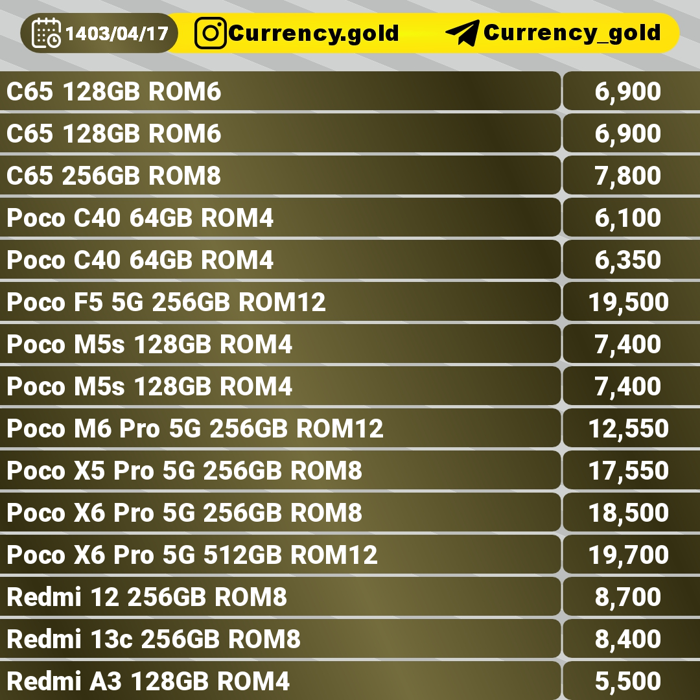 1403/04/17 Currency.gold Currency_gold
C65 128GB ROM6 6,900
C65 128GB ROM6 6,900
C65 256GB ROM8 7,800
Poco C40 64GB ROM4 6,100
Poco C40 64GB ROM4 6,350
Poco F5 5G 256GB ROM12 19,500
Poco M5s 128GB ROM4 7,400
Poco M5s 128GB ROM4 7,400
Poco M6 Pro 5G 256GB ROM12 12,550
Poco X5 Pro 5G 256GB ROM8 17,550
Poco X6 Pro 5G 256GB ROM8 18,500
Poco X6 Pro 5G 512GB ROM12 19,700
Redmi 12 256GB ROM8 8,700
Redmi 13c 256GB ROM8 8,400
Redmi A3 128GB ROM4 5,500